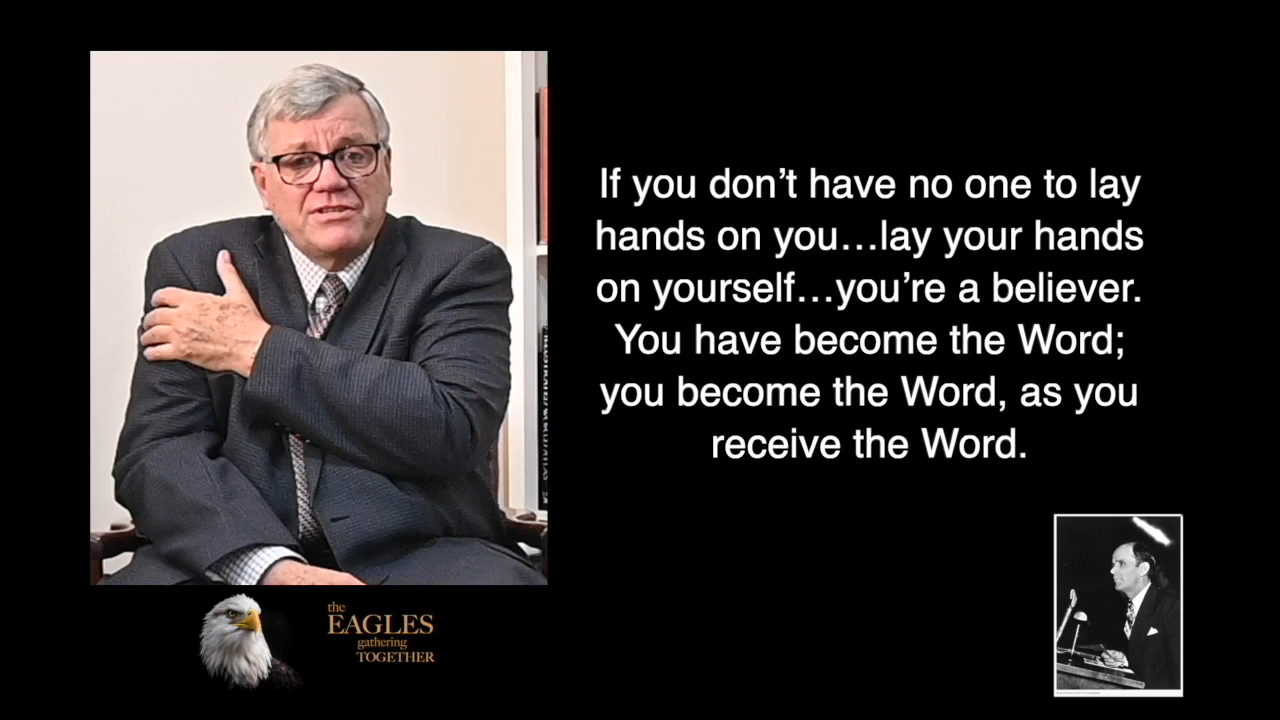 If you don’t have no one to lay
hands on you…lay your hands
on yourself…you’re a believer.
You have become the Word;
you become the Word, as you
receive the Word.
the
EAGLES
gathering
TOGETHER